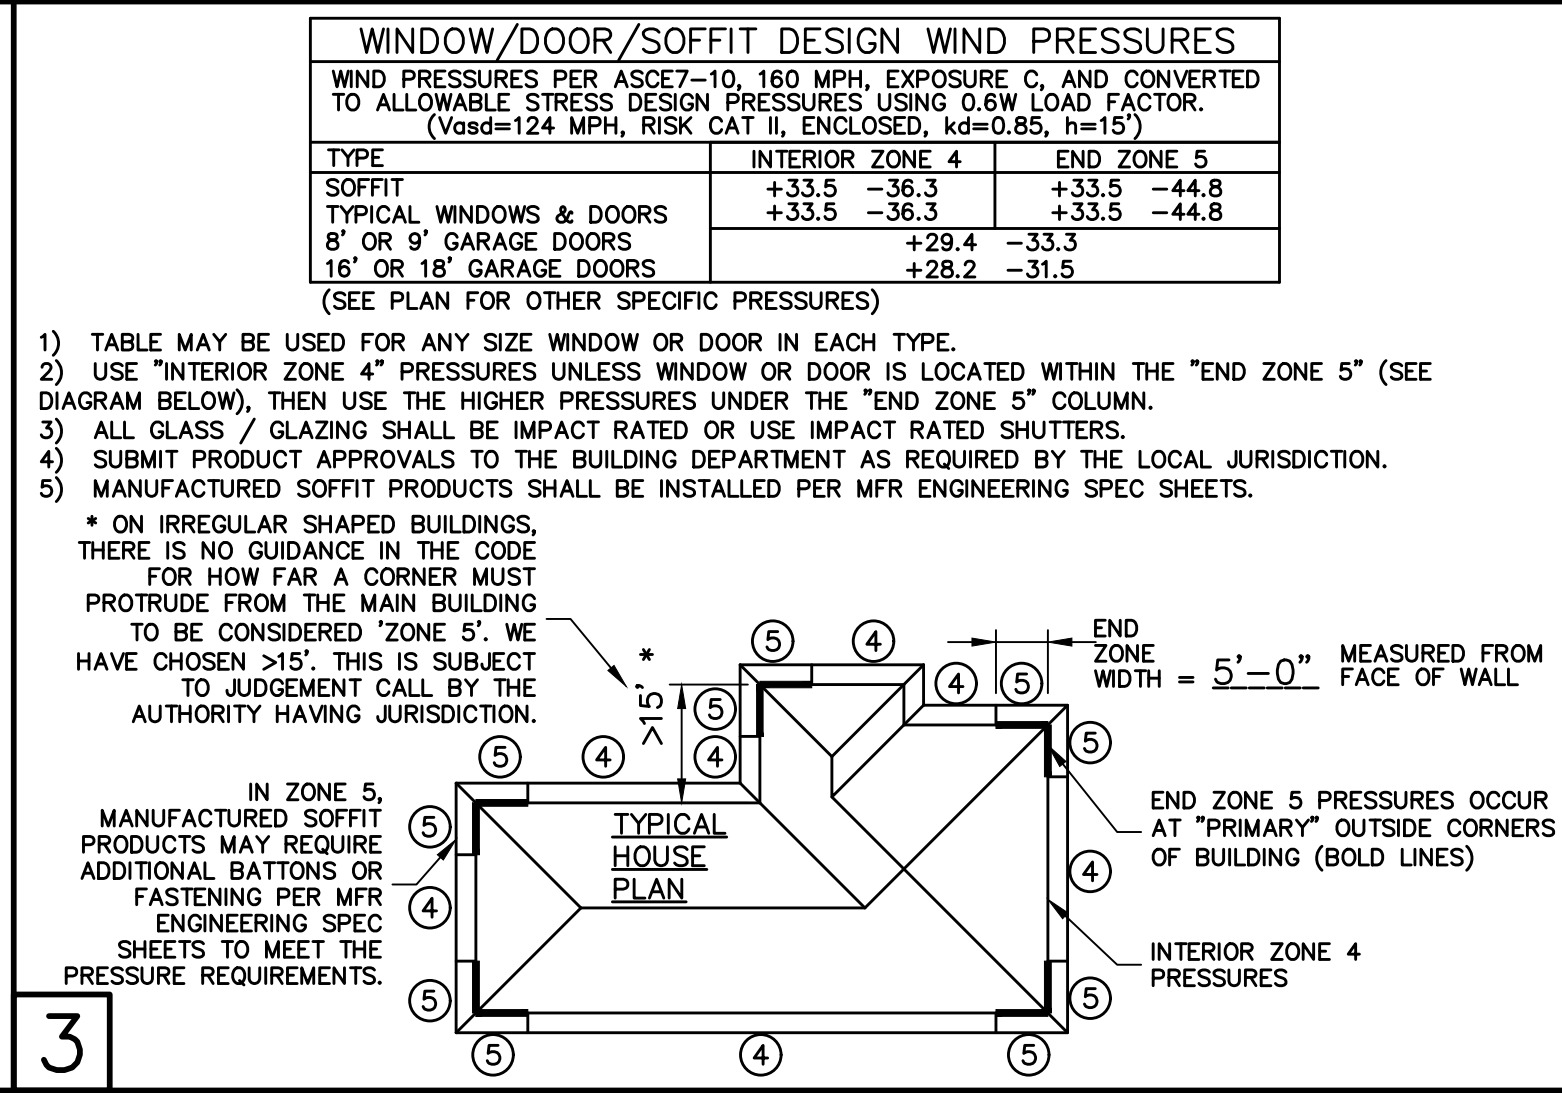 WINDOW/DOOR/SOFFIT DESIGN WIND PRESSURES
WIND PRESSURES PER ASCE7-10, 160 MPH, EXPOSURE C, AND CONVERTED
TO ALLOWABLE STRESS DESIGN PRESSURES USING 0.6W LOAD FACTOR.
(Vasd=124 MPH, RISK CAT II, ENCLOSED, kd=0.85, h=15')
TYPE INTERIOR ZONE 4 END ZONE 5
SOFFIT +33.5 -36.3 +33.5 -44.8
TYPICAL WINDOWS & DOORS +33.5 -36.3 +33.5 -44.8
8' OR 9' GARAGE DOORS +29.4 -33.3
16' OR 18' GARAGE DOORS +28.2 -31.5
(SEE PLAN FOR OTHER SPECIFIC PRESSURES)
1) TABLE MAY BE USED FOR ANY SIZE WINDOW OR DOOR IN EACH TYPE.
2) USE "INTERIOR ZONE 4" PRESSURES UNLESS WINDOW OR DOOR IS LOCATED WITHIN THE "END ZONE 5" (SEE
DIAGRAM BELOW), THEN USE THE HIGHER PRESSURES UNDER THE "END ZONE 5" COLUMN.
3) ALL GLASS / GLAZING SHALL BE IMPACT RATED OR USE IMPACT RATED SHUTTERS.
4) SUBMIT PRODUCT APPROVALS TO THE BUILDING DEPARTMENT AS REQUIRED BY THE LOCAL JURISDICTION.
5) MANUFACTURED SOFFIT PRODUCTS SHALL BE INSTALLED PER MFR ENGINEERING SPEC SHEETS.
* ON IRREGULAR SHAPED BUILDINGS,
THERE IS NO GUIDANCE IN THE CODE
FOR HOW FAR A CORNER MUST
PROTRUDE FROM THE MAIN BUILDING
TO BE CONSIDERED 'ZONE 5'. WE
HAVE CHOSEN >15'. THIS IS SUBJECT
TO JUDGEMENT CALL BY THE
AUTHORITY HAVING JURISDICTION.
>15' *
5
4
4
5
END
ZONE
WIDTH = 5'-0"
MEASURED FROM
FACE OF WALL
5
4
5
4
5
IN ZONE 5,
MANUFACTURED SOFFIT
PRODUCTS MAY REQUIRE
ADDITIONAL BATTONS OR
FASTENING PER MFR
ENGINEERING SPEC
SHEETS TO MEET THE
PRESSURE REQUIREMENTS.
5
4
5
TYPICAL
HOUSE
PLAN
END ZONE 5 PRESSURES OCCUR
AT "PRIMARY" OUTSIDE CORNERS
OF BUILDING (BOLD LINES)
4
INTERIOR ZONE 4
PRESSURES
5
5
4
5
3